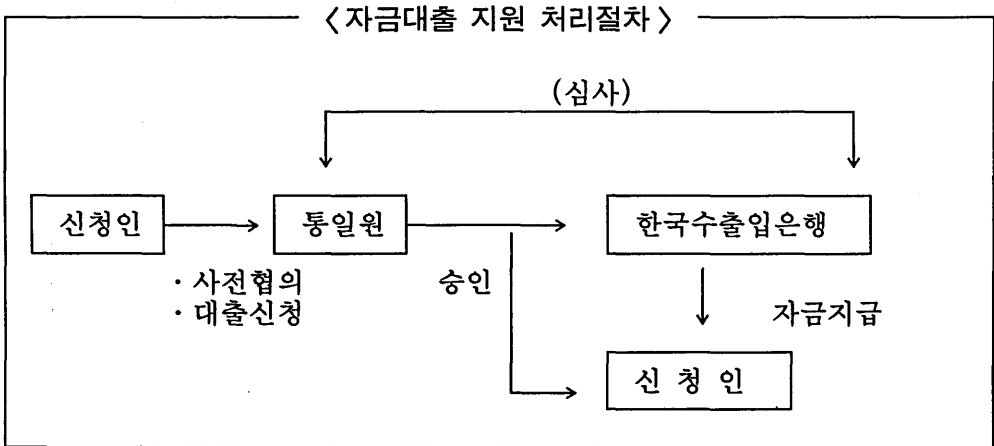 〈자금대출 지원 처리절차〉
(심사)
신청인
통일원
한국수출입은행
· 사전협의
· 대출신청
승인
자금지급
신 청 인